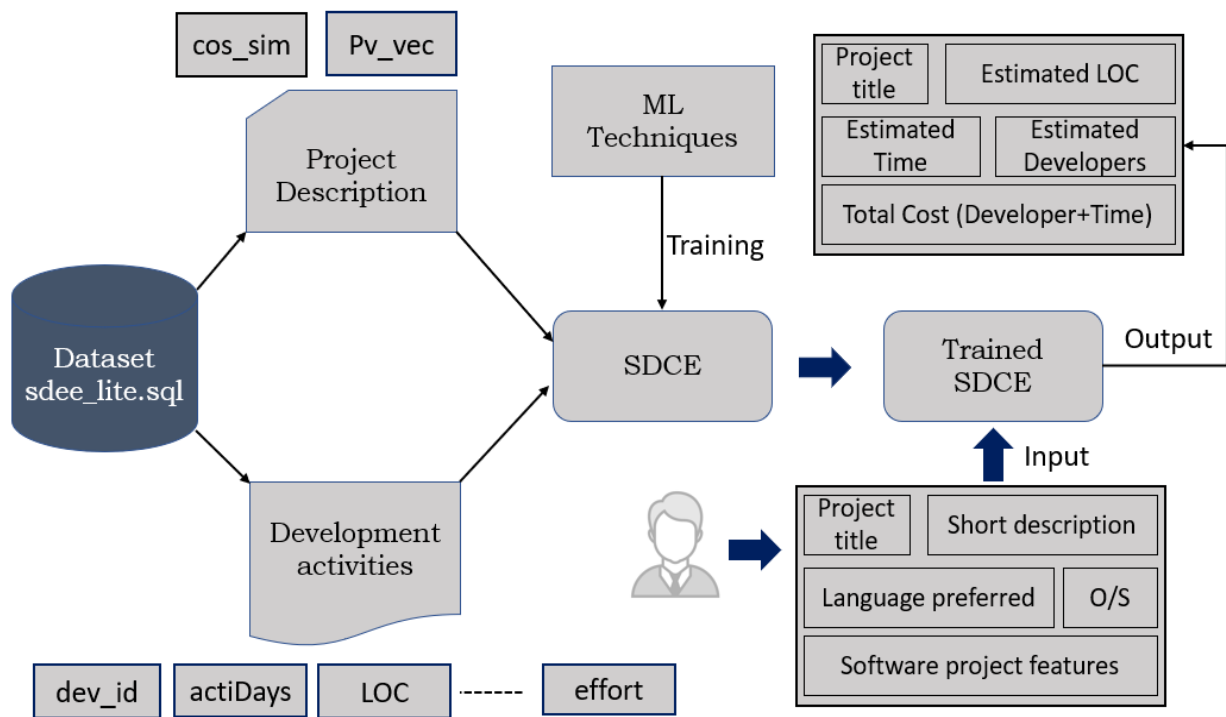 cos_sim
Pv_vec
Project
Description
ML
Techniques
Training
Project
title
Estimated LOC
Estimated
Time
Estimated
Developers
Total Cost (Developer+Time)
Dataset
sdee_lite.sql
SDCE
Trained
SDCE
Output
Input
Development
activities
Project
title
Short description
Language preferred
O/S
Software project features
dev_id
actiDays
LOC
effort